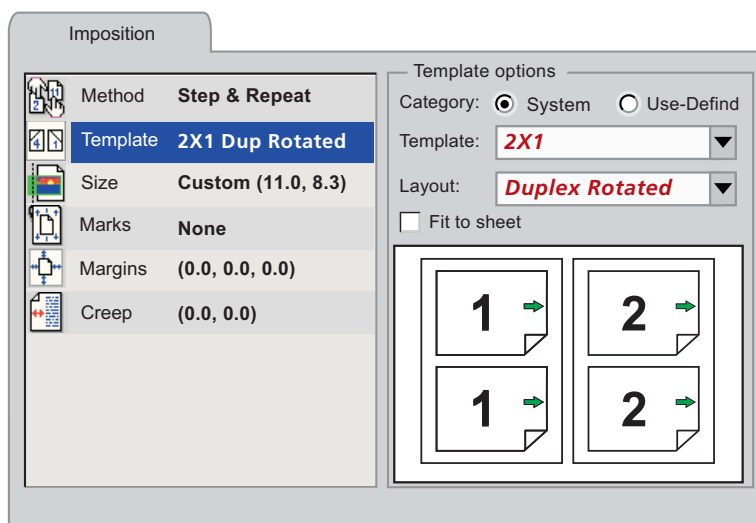 Imposition
Method Step & Repeat
Template 2X1 Dup Rotated
Size Custom (11.0, 8.3)
Marks None
Margins (0.0, 0.0, 0.0)
Creep (0.0, 0.0)
Template options
Category: System Use-Defind
Template: 2X1
Layout: Duplex Rotated
Fit to sheet
1 2
1 2